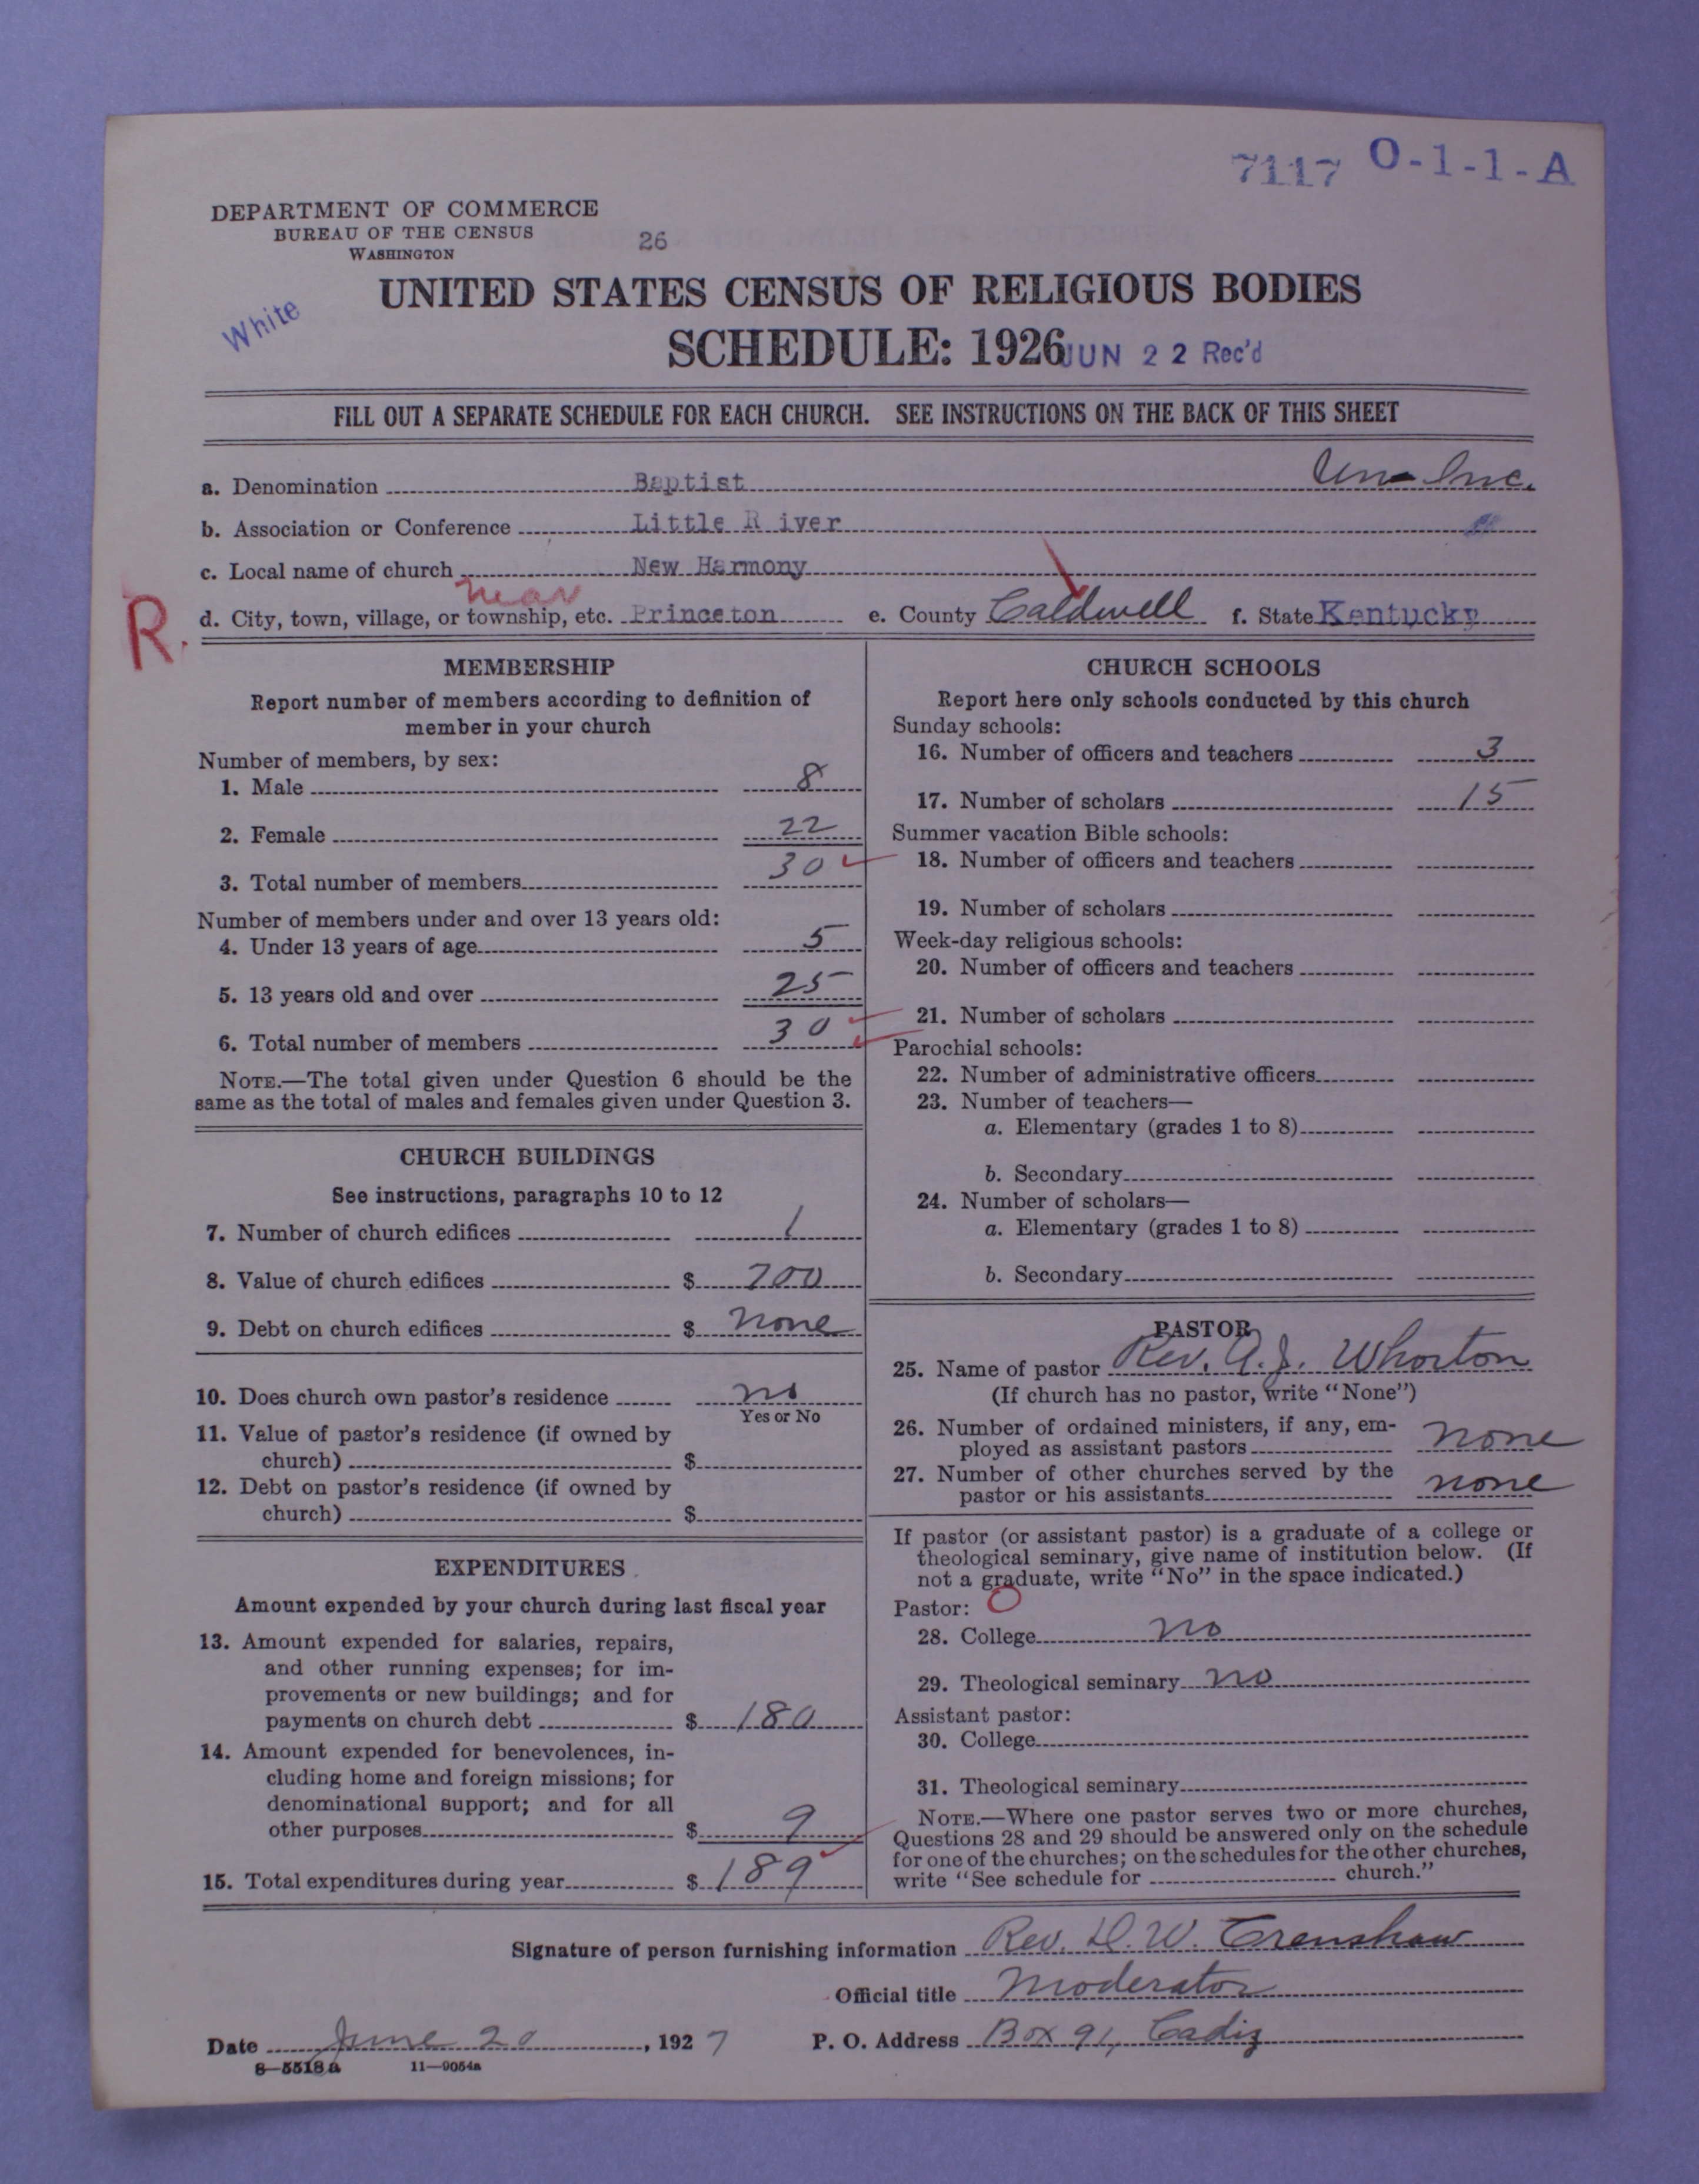 7117 O-1-1-A
DEPARTMENT OF COMMERCE
BUREAU OF THE CENSUS
WASHINGTON
26
White
UNITED STATES CENSUS OF RELIGIOUS BODIES
SCHEDULE: 1926 JUN 22 Rec'd
FILL OUT A SEPARATE SCHEDULE FOR EACH CHURCH. SEE INSTRUCTIONS ON THE BACK OF THIS SHEET
a. Denomination Baptist Inc.
b. Association or Conference Little R iver
c. Local name of church New Harmony
near
R. d. City, town, village, or township, etc. Princeton e. County Caldwell f. State Kentucky
MEMBERSHIP
Report number of members according to definition of
member in your church
Number of members, by sex:
1. Male 8
2. Female 22
3. Total number of members 30
Number of members under and over 13 years old:
4. Under 13 years of age 5
5. 13 years old and over 25
6. Total number of members 30
NOTE.—The total given under Question 6 should be the
same as the total of males and females given under Question 3.
CHURCH BUILDINGS
See instructions, paragraphs 10 to 12
7. Number of church edifices 1
8. Value of church edifices $ 700
9. Debt on church edifices $ none
10. Does church own pastor's residence no
Yes or No
11. Value of pastor's residence (if owned by
church) $
12. Debt on pastor's residence (if owned by
church) $
EXPENDITURES
Amount expended by your church during last fiscal year
13. Amount expended for salaries, repairs,
and other running expenses; for im-
provements or new buildings; and for
payments on church debt $ 180
14. Amount expended for benevolences, in-
cluding home and foreign missions; for
denominational support; and for all
other purposes $ 9
15. Total expenditures during year $ 189
CHURCH SCHOOLS
Report here only schools conducted by this church
Sunday schools:
16. Number of officers and teachers 3
17. Number of scholars 15
Summer vacation Bible schools:
18. Number of officers and teachers
19. Number of scholars
Week-day religious schools:
20. Number of officers and teachers
21. Number of scholars
Parochial schools:
22. Number of administrative officers
23. Number of teachers—
a. Elementary (grades 1 to 8)
b. Secondary
24. Number of scholars—
a. Elementary (grades 1 to 8)
b. Secondary
PASTOR
25. Name of pastor Rev. A. J. Whorton
(If church has no pastor, write "None")
26. Number of ordained ministers, if any, em-
ployed as assistant pastors none
27. Number of other churches served by the
pastor or his assistants none
If pastor (or assistant pastor) is a graduate of a college or
theological seminary, give name of institution below. (If
not a graduate, write "No" in the space indicated.)
Pastor: O
28. College no
29. Theological seminary no
Assistant pastor:
30. College
31. Theological seminary
NOTE.—Where one pastor serves two or more churches,
Questions 28 and 29 should be answered only on the schedule
for one of the churches; on the schedules for the other churches,
write "See schedule for church."
Signature of person furnishing information Rev. D. W. Crenshaw
Official title Moderator
Date June 20, 1927 P. O. Address Box 91, Cadiz
8-5518a 11-9054a